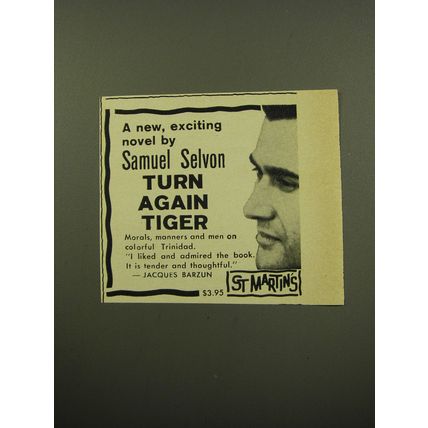 A new, exciting
novel by
Samuel Selvon
TURN
AGAIN
TIGER
Morals, manners and men on
colorful Trinidad.
"I liked and admired the book.
It is tender and thoughtful."
— JACQUES BARZUN
$3.95
ST MARTIN'S